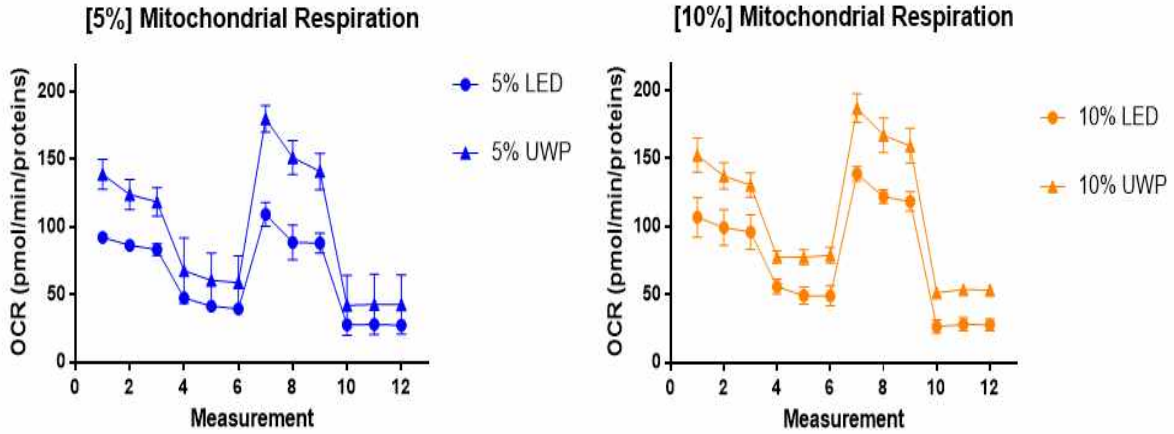 [5%] Mitochondrial Respiration
OCR (pmol/min/proteins)
200
150
100
50
0
0 2 4 6 8 10 12
Measurement
5% LED
5% UWP
[10%] Mitochondrial Respiration
OCR (pmol/min/proteins)
200
150
100
50
0
0 2 4 6 8 10 12
Measurement
10% LED
10% UWP